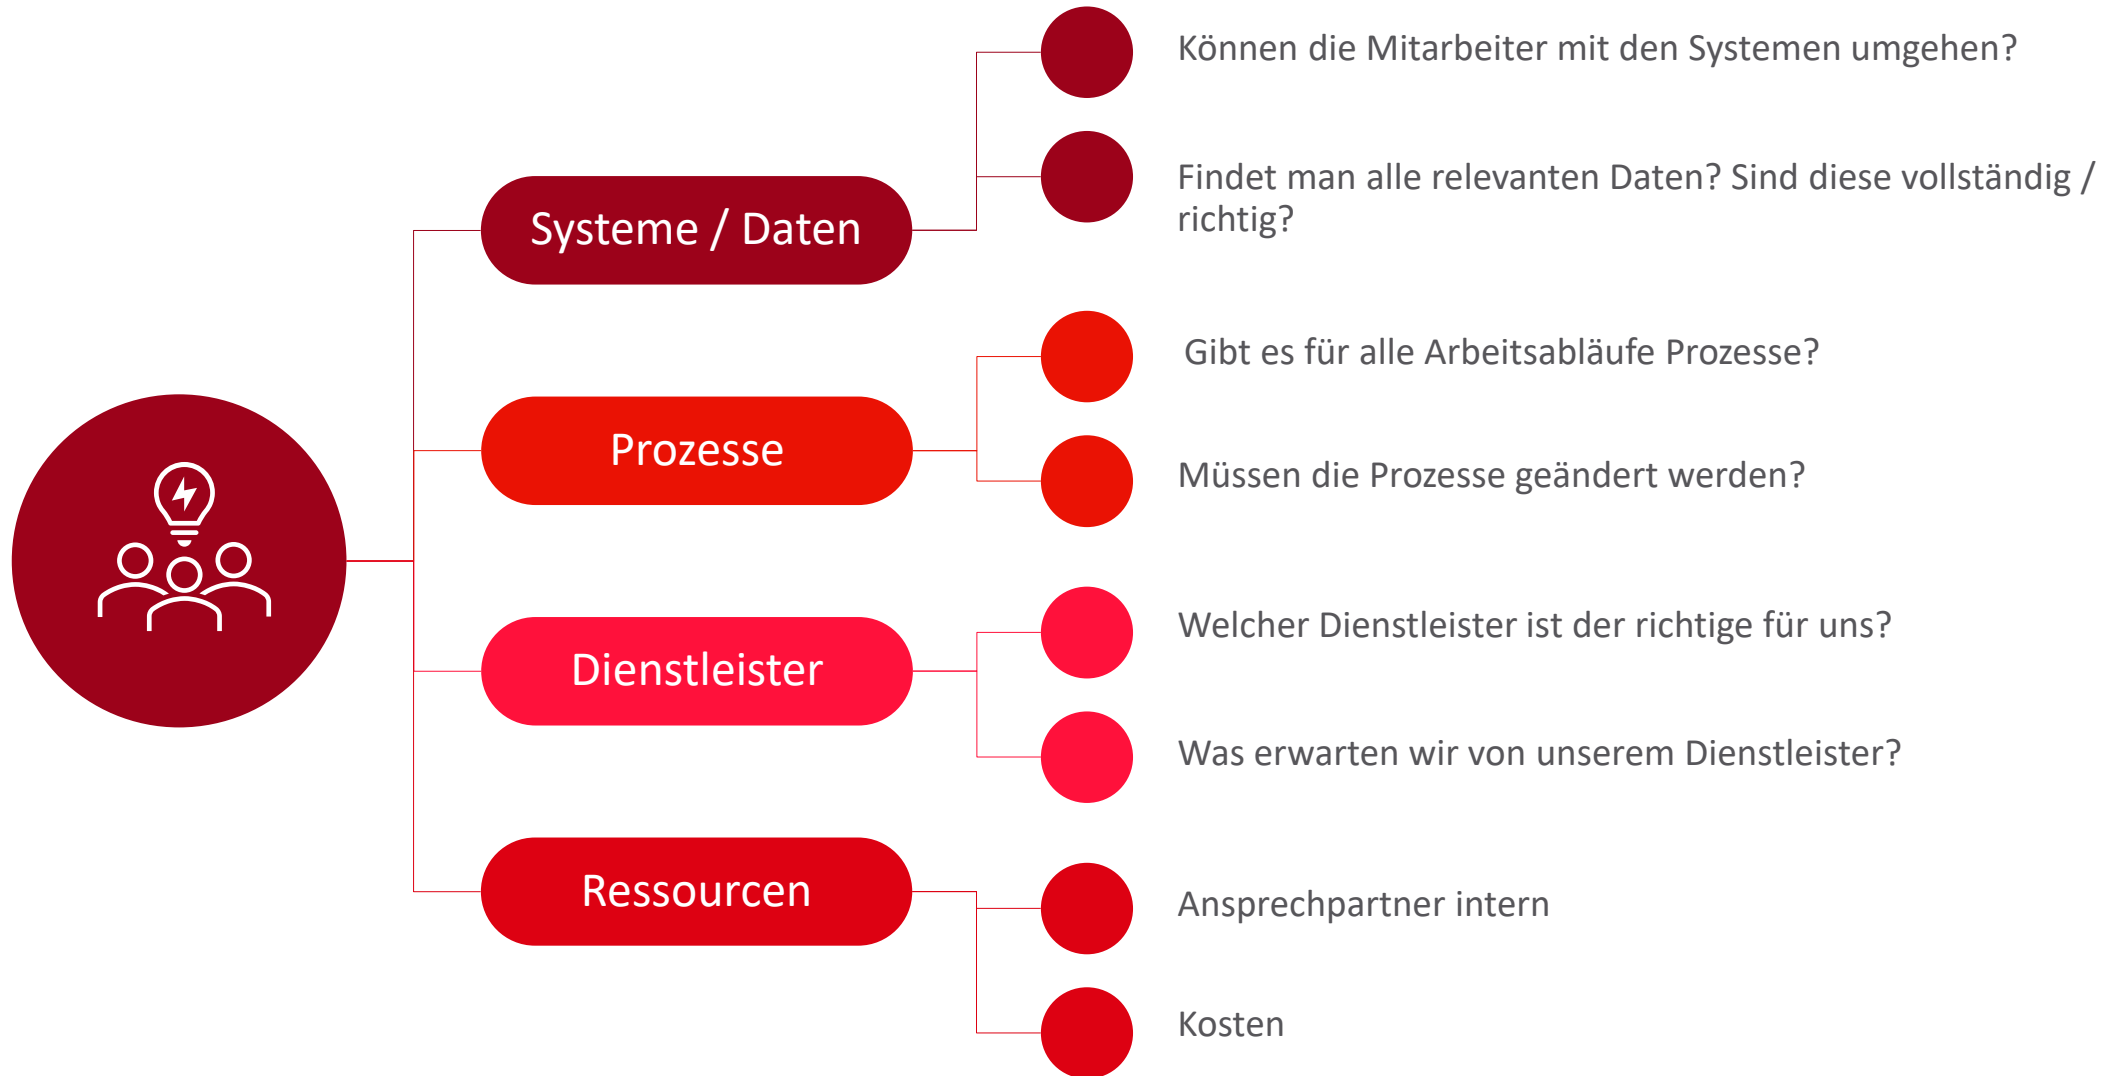 Systeme / Daten
Können die Mitarbeiter mit den Systemen umgehen?
Findet man alle relevanten Daten? Sind diese vollständig /
richtig?
Prozesse
Gibt es für alle Arbeitsabläufe Prozesse?
Müssen die Prozesse geändert werden?
Dienstleister
Welcher Dienstleister ist der richtige für uns?
Was erwarten wir von unserem Dienstleister?
Ressourcen
Ansprechpartner intern
Kosten